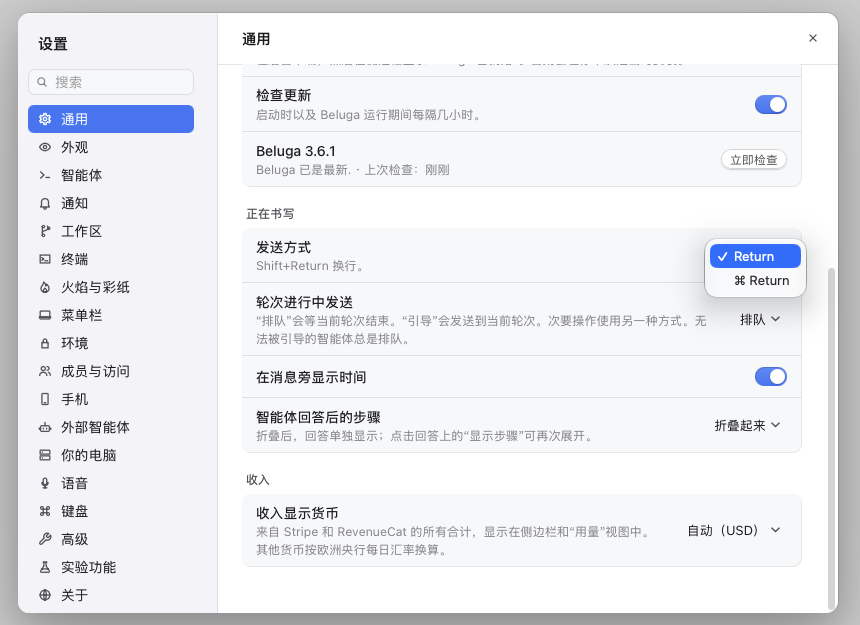 设置
搜索
通用
外观
智能体
通知
工作区
终端
火焰与彩纸
菜单栏
环境
成员与访问
手机
外部智能体
你的电脑
语音
键盘
高级
实验功能
关于
通用
检查更新
启动时以及 Beluga 运行期间每隔几小时。
Beluga 3.6.1
Beluga 已是最新. · 上次检查：刚刚
立即检查
正在书写
发送方式
Shift+Return 换行。
Return
⌘ Return
轮次进行中发送
“排队”会等当前轮次结束。“引导”会发送到当前轮次。次要操作使用另一种方式。无
法被引导的智能体总是排队。
排队
在消息旁显示时间
智能体回答后的步骤
折叠后，回答单独显示；点击回答上的“显示步骤”可再次展开。
折叠起来
收入
收入显示货币
来自 Stripe 和 RevenueCat 的所有合计，显示在侧边栏和“用量”视图中。
其他货币按欧洲央行每日汇率换算。
自动（USD）